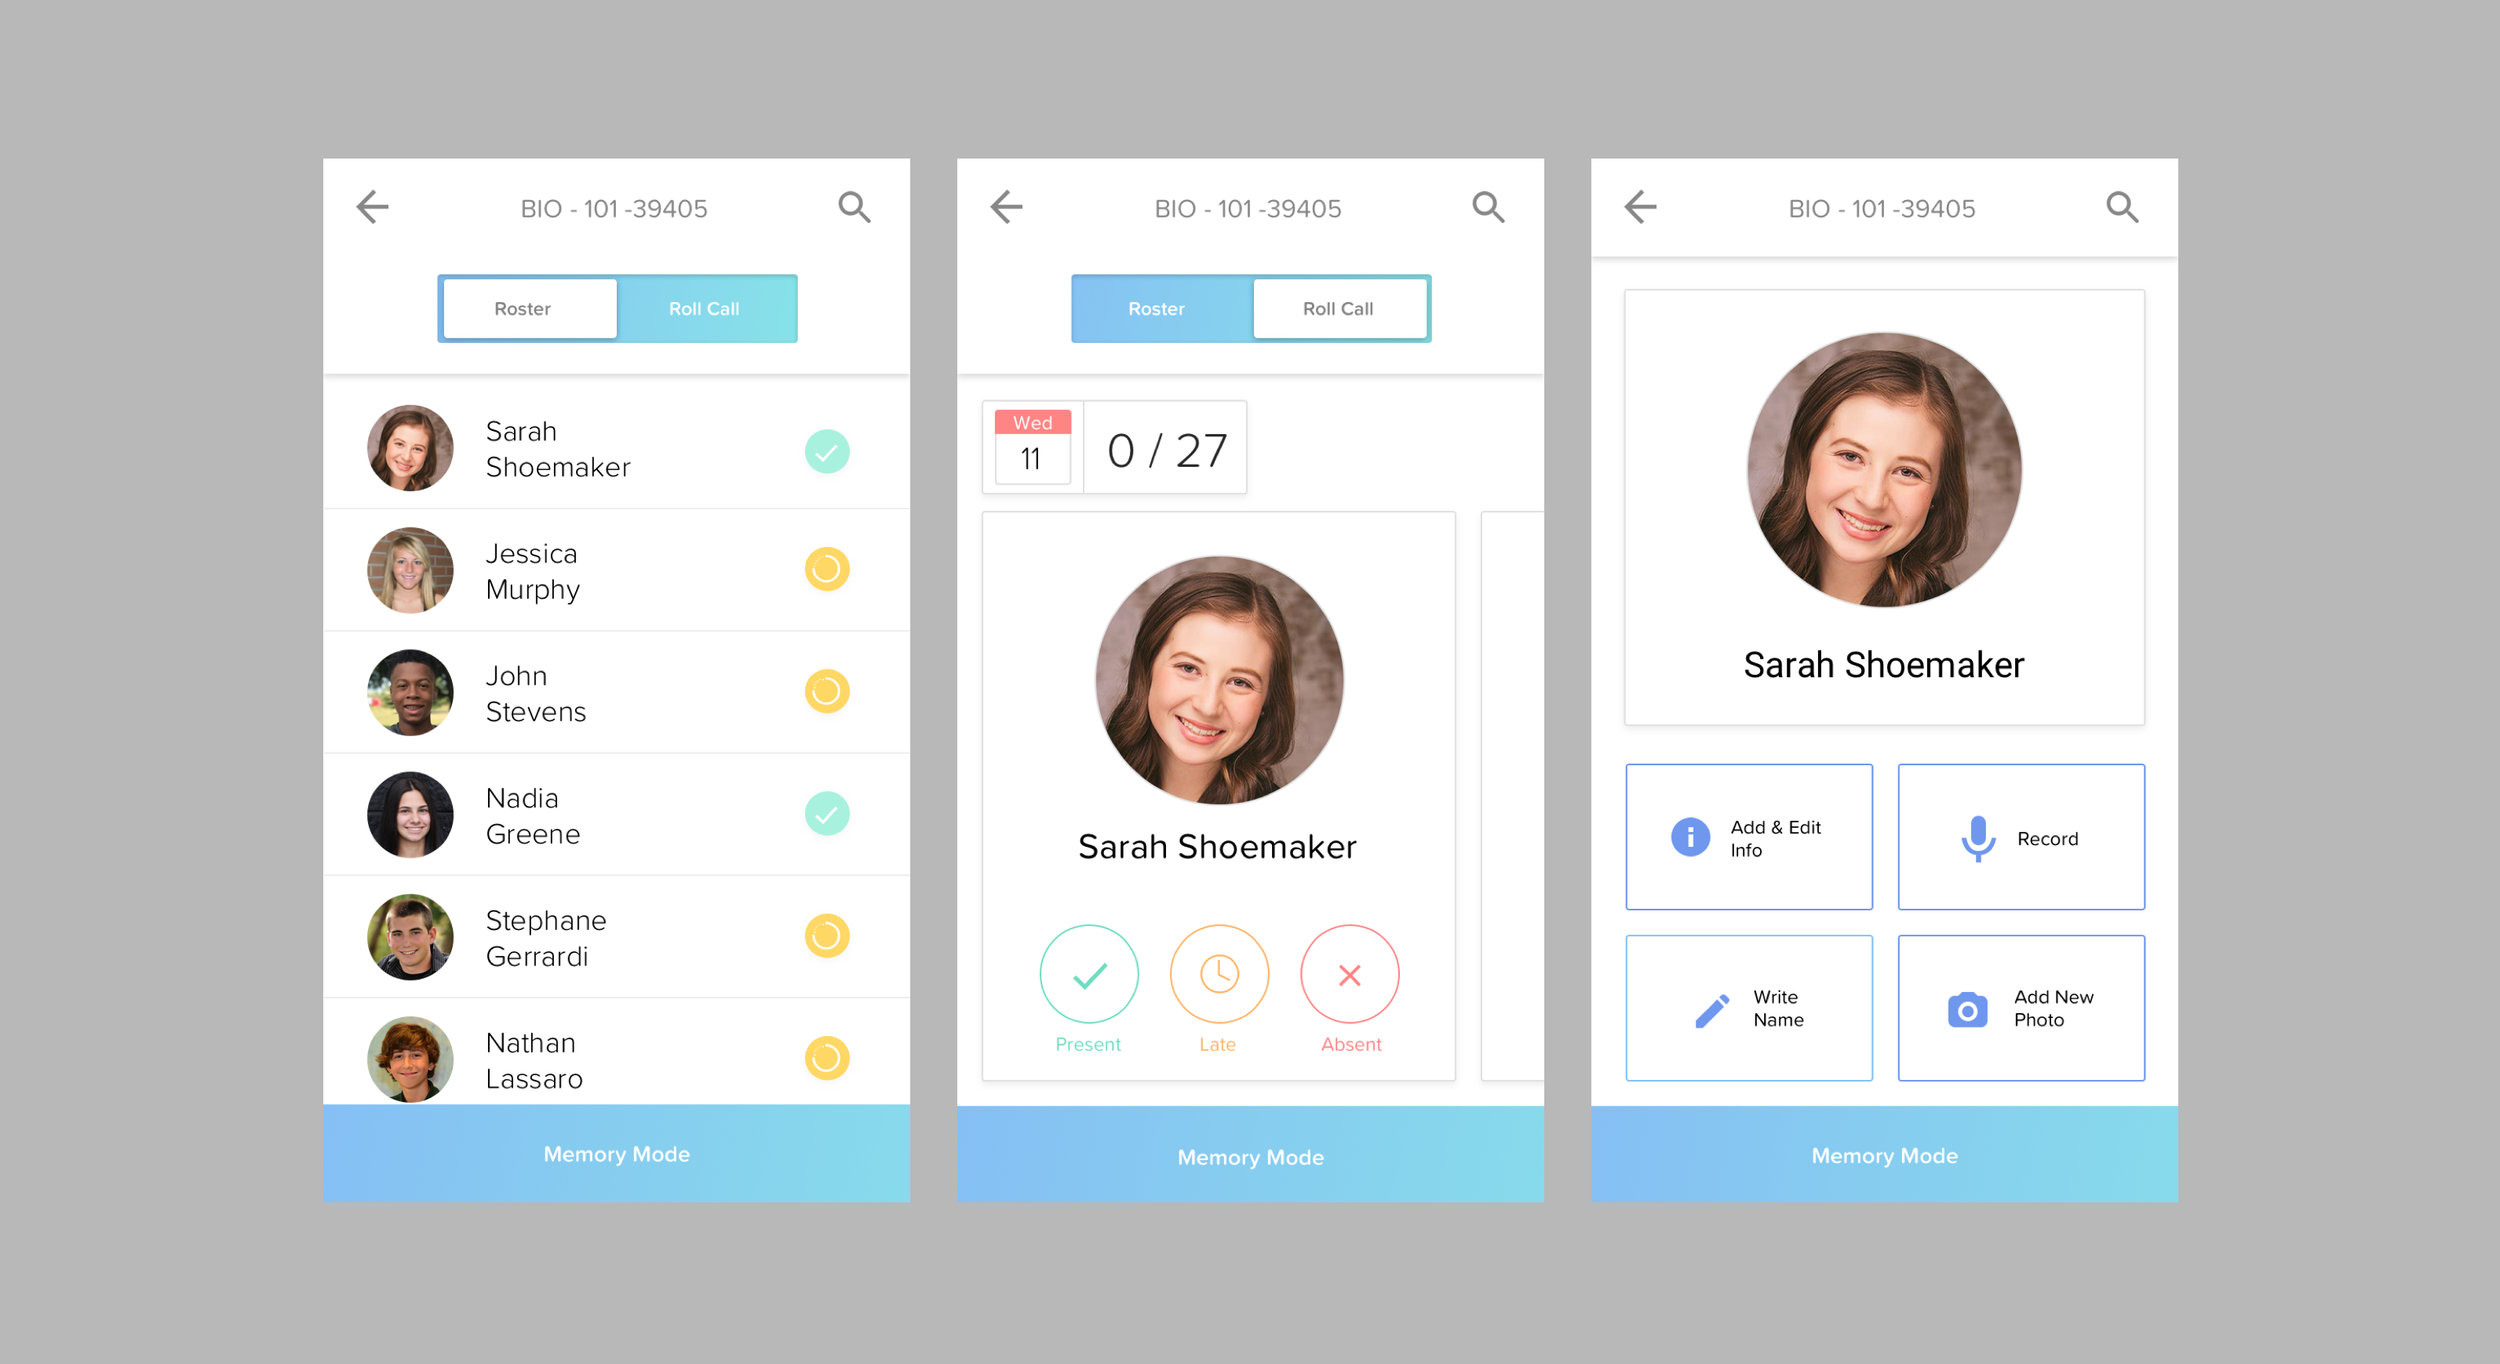 BIO - 101 -39405
Roster
Roll Call
Sarah
Shoemaker
Jessica
Murphy
John
Stevens
Nadia
Greene
Stephane
Gerrardi
Nathan
Lassaro
Memory Mode
BIO - 101 -39405
Roster
Roll Call
Wed
11
0 / 27
Sarah Shoemaker
Present
Late
Absent
Memory Mode
BIO - 101 -39405
Sarah Shoemaker
Add & Edit
Info
Record
Write
Name
Add New
Photo
Memory Mode